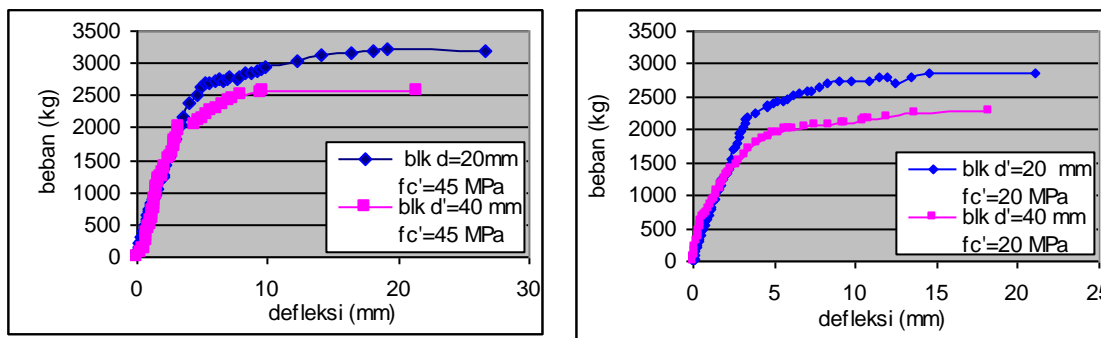 3500
3000
2500
2000
1500
1000
500
0
beban (kg)
0 10 20 30
defleksi (mm)
blk d=20mm
fc'=45 MPa
blk d'=40 mm
fc'=45 MPa
3500
3000
2500
2000
1500
1000
500
0
beban (kg)
0 5 10 15 20 25
defleksi (mm)
blk d'=20 mm
fc'=20 MPa
blk d'=40 mm
fc'=20 MPa